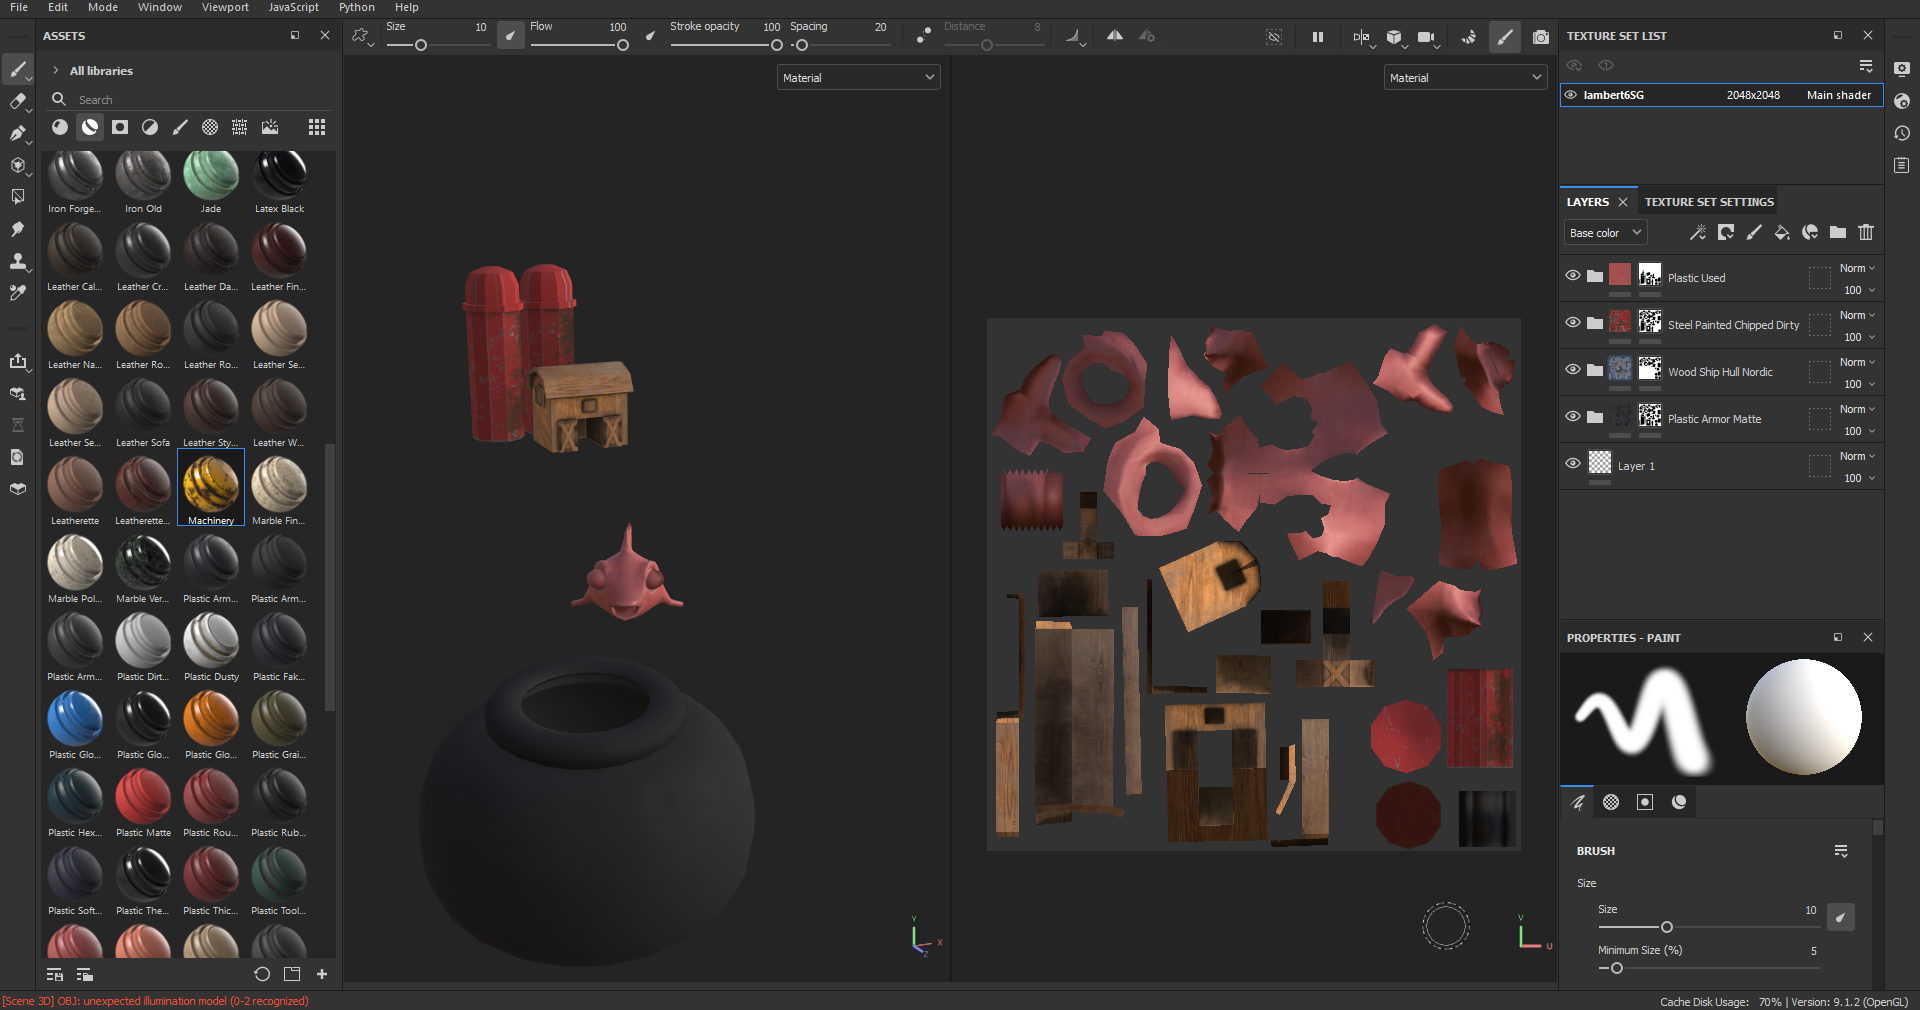 File Edit Mode Window Viewport JavaScript Python Help
ASSETS
All libraries
Search
Iron Forge... Iron Old Jade Latex Black
Leather Cal... Leather Cr... Leather Da... Leather Fin...
Leather Na... Leather Ro... Leather Ro... Leather Se...
Leather Se... Leather Sofa Leather Sty... Leather W...
Leatherette Leatherette... Machinery Marble Fin...
Marble Pol... Marble Ver... Plastic Arm... Plastic Arm...
Plastic Arm... Plastic Dirt... Plastic Dusty Plastic Fak...
Plastic Glo... Plastic Glo... Plastic Glo... Plastic Grai...
Plastic Hex... Plastic Matte Plastic Rou... Plastic Rub...
Plastic Soft... Plastic The... Plastic Thic... Plastic Tool...
Size 10 Flow 100 Stroke opacity 100 Spacing 20 Distance 8
Material
Material
Y
X
Z
V
U
TEXTURE SET LIST
lambert6SG 2048x2048 Main shader
LAYERS TEXTURE SET SETTINGS
Base color
Plastic Used Norm
100
Steel Painted Chipped Dirty Norm
100
Wood Ship Hull Nordic Norm
100
Plastic Armor Matte Norm
100
Layer 1 Norm
100
PROPERTIES - PAINT
BRUSH
Size
Size 10
Minimum Size (%) 5
[Scene 3D] OBJ: unexpected illumination model (0-2 recognized)
Cache Disk Usage: 70% | Version: 9.1.2 (OpenGL)